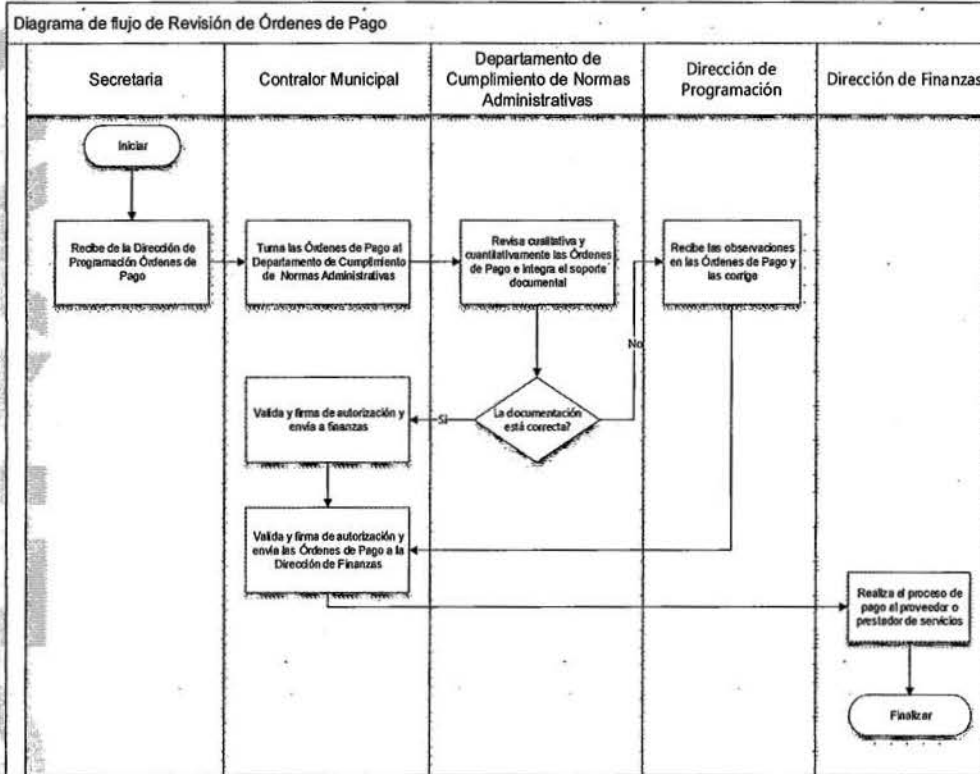 Diagrama de flujo de Revisión de Órdenes de Pago
Secretaria
Contralor Municipal
Departamento de
Cumplimiento de Normas
Administrativas
Dirección de
Programación
Dirección de Finanzas
Iniciar
Recibe de la Dirección de
Programación Órdenes de
Pago
Turna las Órdenes de Pago al
Departamento de Cumplimiento
de Normas Administrativas
Revisa cualitativa y
cuantitativamente las Órdenes
de Pago e integra el soporte
documental
Recibe las observaciones
en las Órdenes de Pago y
las corrige
No
Valida y firma de autorización y
envía a finanzas
Si
La documentación
está correcta?
Valida y firma de autorización y
envía las Órdenes de Pago a la
Dirección de Finanzas
Realiza el proceso de
pago al proveedor o
prestador de servicios
Finalizar